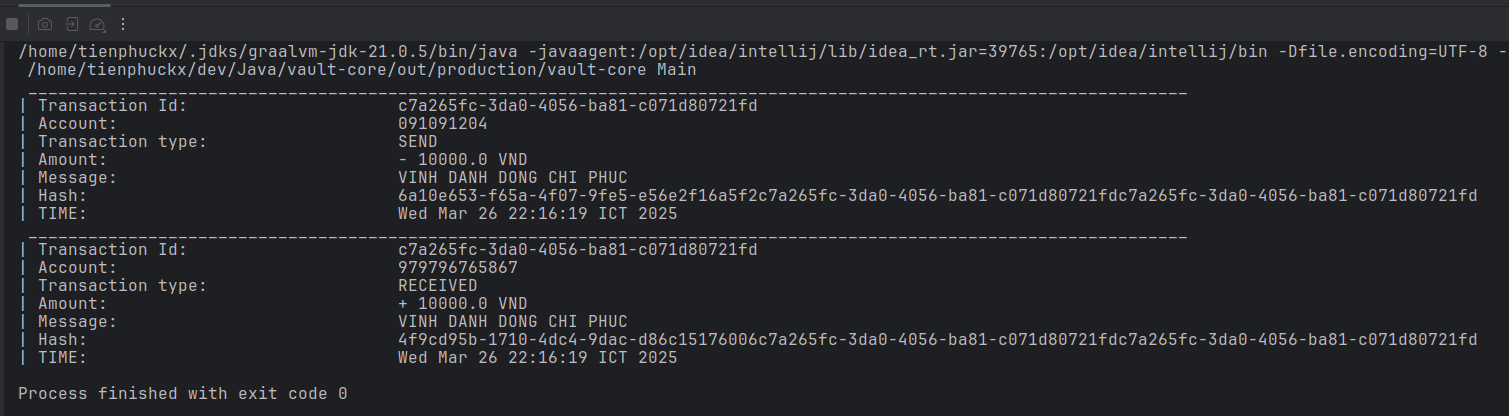 /home/tienphuckx/.jdks/graalvm-jdk-21.0.5/bin/java -javaagent:/opt/idea/intellij/lib/idea_rt.jar=39765:/opt/idea/intellij/bin -Dfile.encoding=UTF-8 -
/home/tienphuckx/dev/Java/vault-core/out/production/vault-core Main
____________________________________________________________________________________________________________________
| Transaction Id: c7a265fc-3da0-4056-ba81-c071d80721fd
| Account: 091091204
| Transaction type: SEND
| Amount: - 10000.0 VND
| Message: VINH DANH DONG CHI PHUC
| Hash: 6a10e653-f65a-4f07-9fe5-e56e2f16a5f2c7a265fc-3da0-4056-ba81-c071d80721fdc7a265fc-3da0-4056-ba81-c071d80721fd
| TIME: Wed Mar 26 22:16:19 ICT 2025
____________________________________________________________________________________________________________________
| Transaction Id: c7a265fc-3da0-4056-ba81-c071d80721fd
| Account: 979796765867
| Transaction type: RECEIVED
| Amount: + 10000.0 VND
| Message: VINH DANH DONG CHI PHUC
| Hash: 4f9cd95b-1710-4dc4-9dac-d86c15176006c7a265fc-3da0-4056-ba81-c071d80721fdc7a265fc-3da0-4056-ba81-c071d80721fd
| TIME: Wed Mar 26 22:16:19 ICT 2025
Process finished with exit code 0